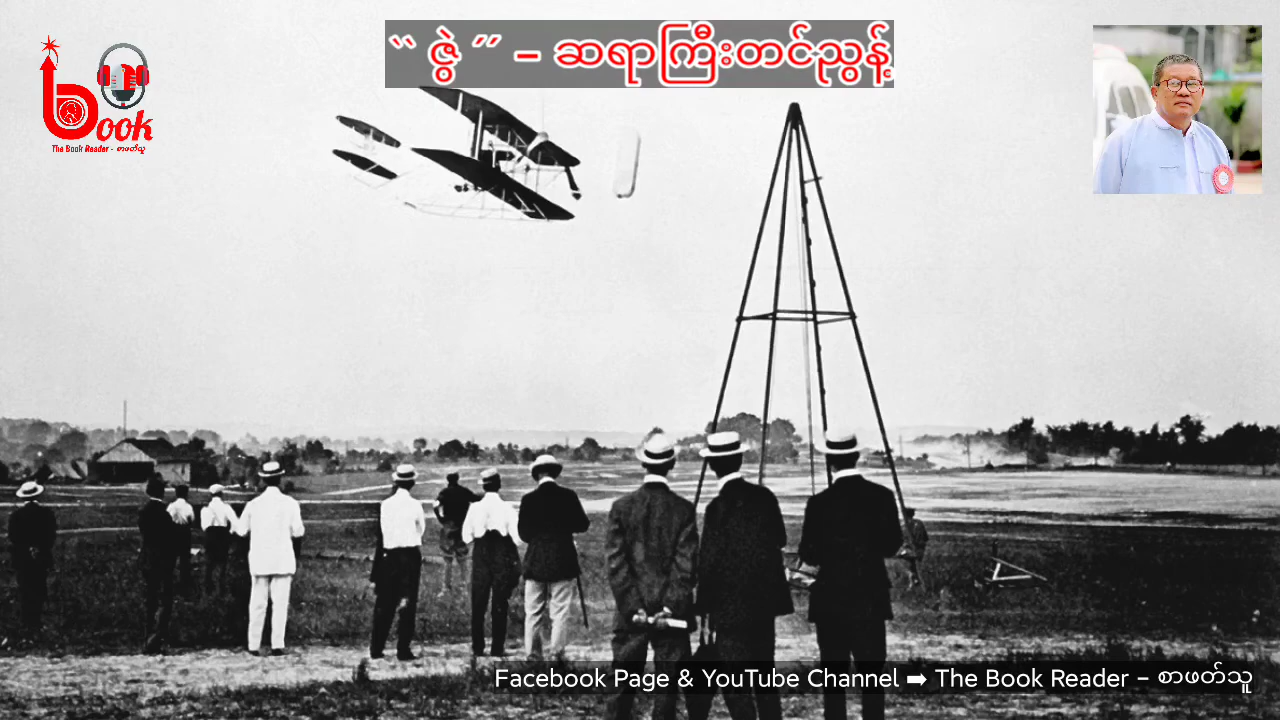 ‶ ဇွဲ ″ – ဆရာကြီးတင်ညွန့်
book
The Book Reader - စာဖတ်သူ
Facebook Page & YouTube Channel ➡ The Book Reader – စာဖတ်သူ